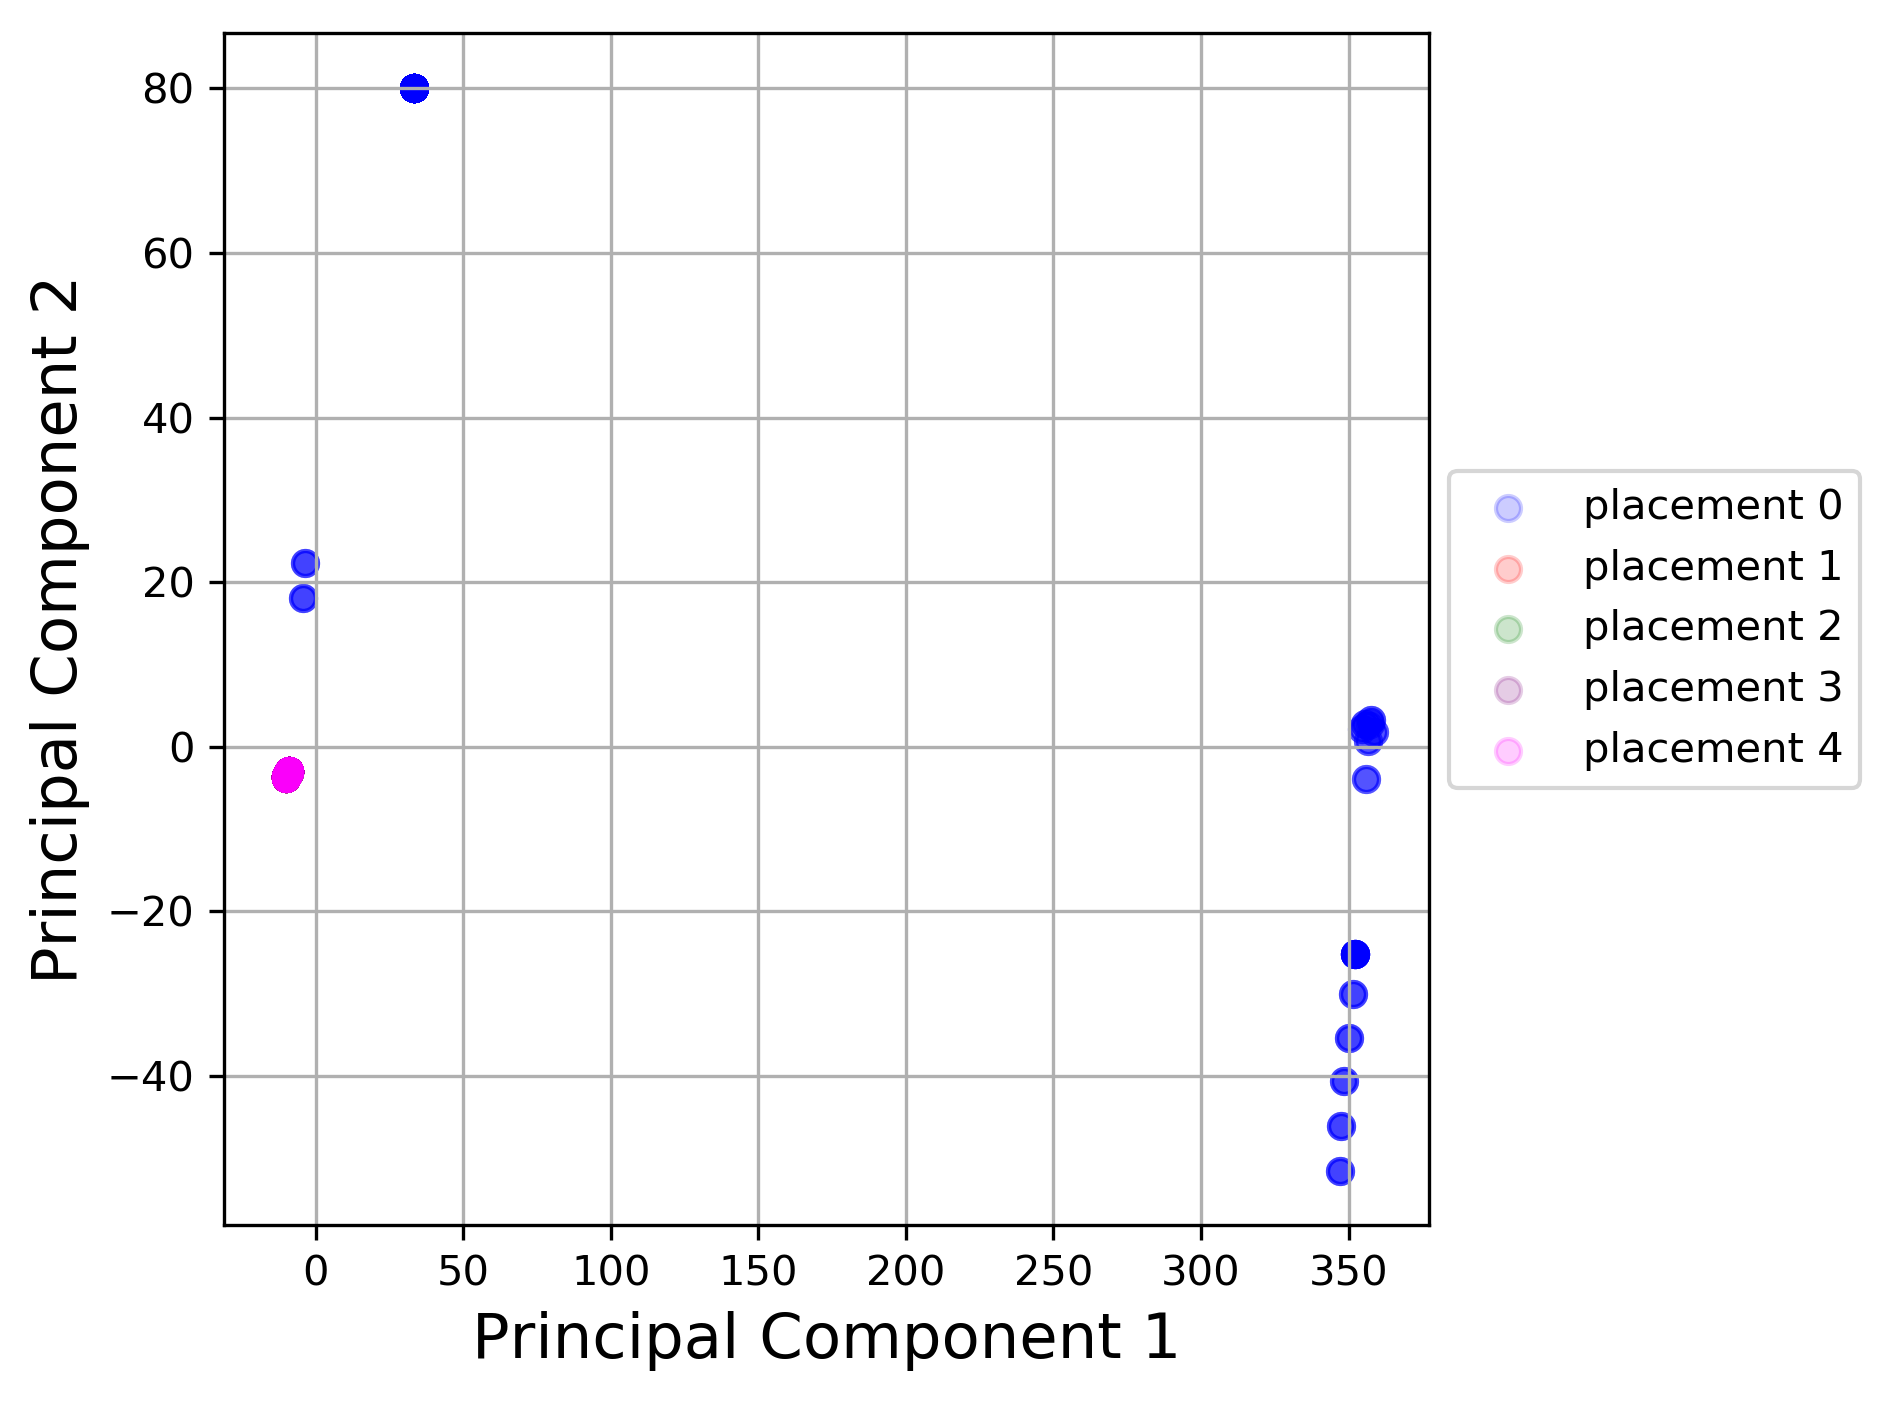 80
60
40
20
0
−20
−40
Principal Component 2
0 50 100 150 200 250 300 350
Principal Component 1
placement 0
placement 1
placement 2
placement 3
placement 4